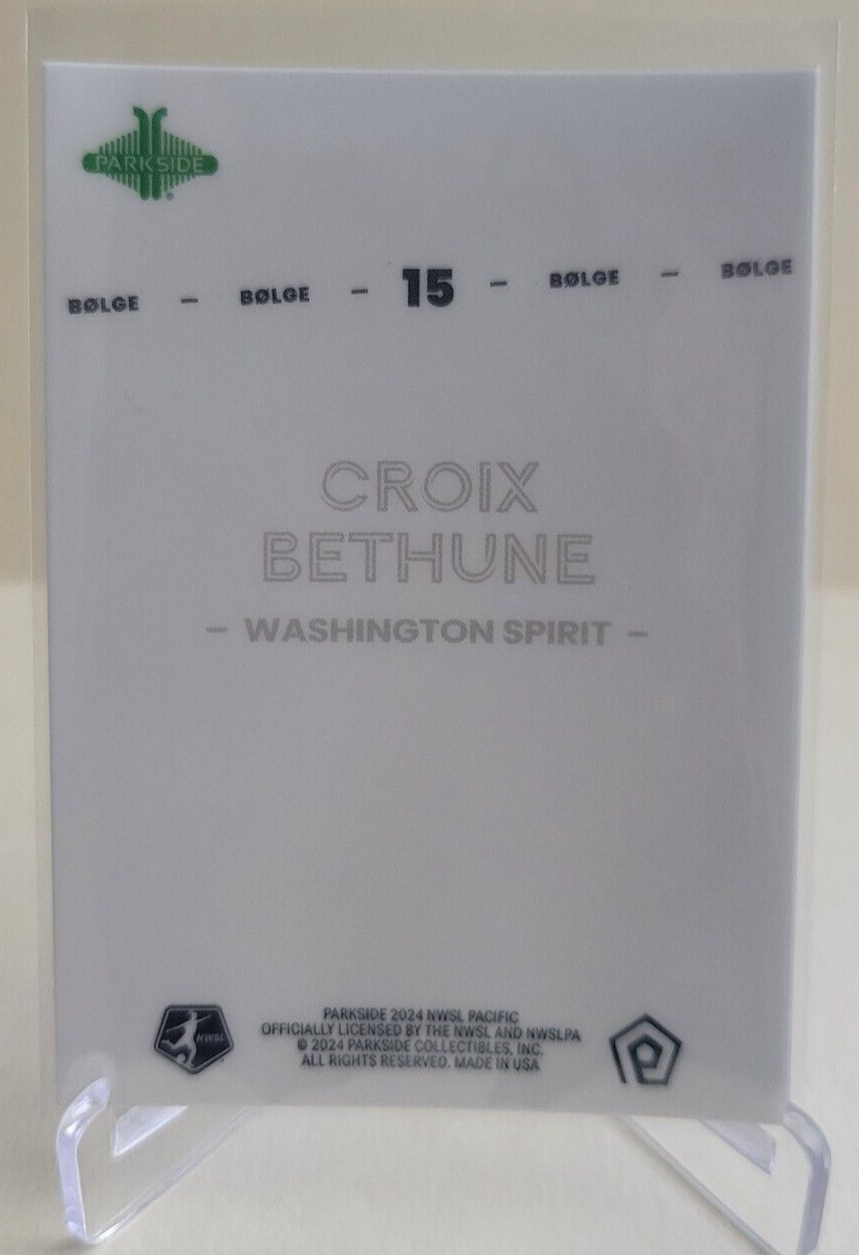 PARKSIDE
BØLGE – BØLGE – 15 – BØLGE – BØLGE
CROIX
BETHUNE
– WASHINGTON SPIRIT –
NWSL
PARKSIDE 2024 NWSL PACIFIC
OFFICIALLY LICENSED BY THE NWSL AND NWSLPA
© 2024 PARKSIDE COLLECTIBLES, INC.
ALL RIGHTS RESERVED. MADE IN USA